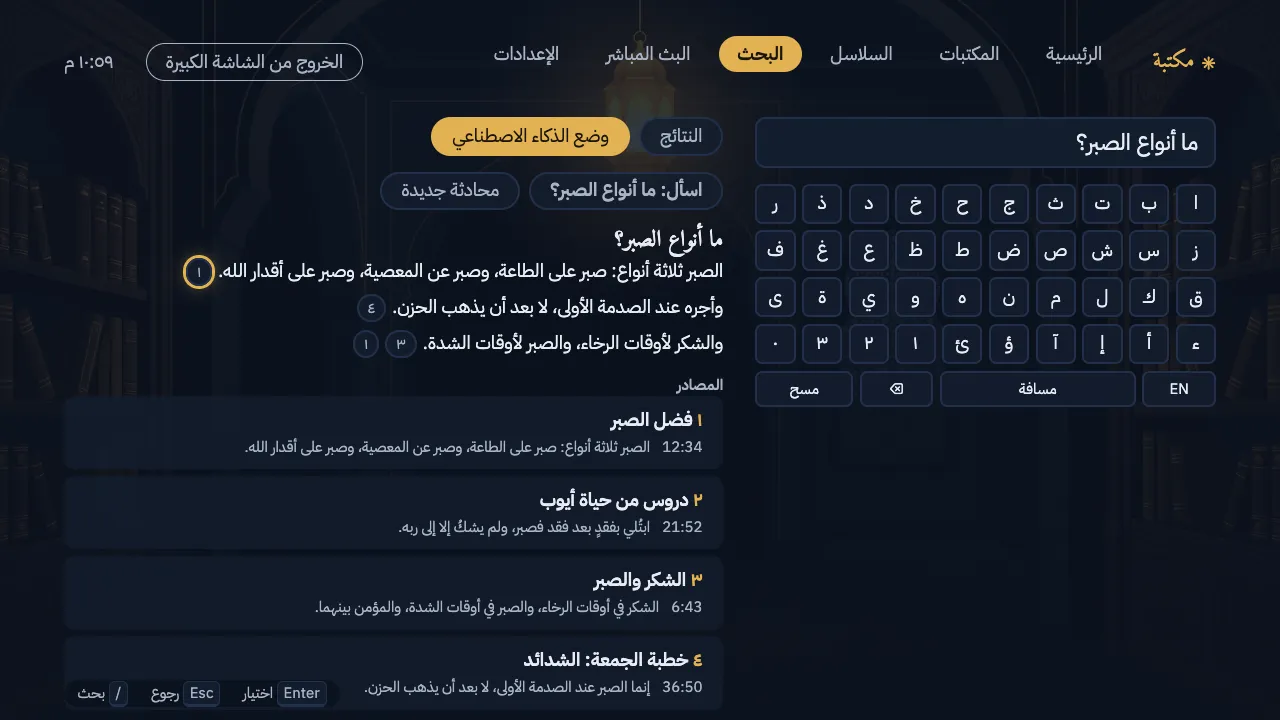 مكتبة
الرئيسية المكتبات السلاسل البحث البث المباشر الإعدادات
الخروج من الشاشة الكبيرة
١٠:٥٩ م
ما أنواع الصبر؟
ا ب ت ث ج ح خ د ذ ر
ز س ش ص ض ط ظ ع غ ف
ق ك ل م ن ه و ي ة ى
ء أ إ آ ؤ ئ ١ ٢ ٣ ٠
EN مسافة مسح
النتائج وضع الذكاء الاصطناعي
اسأل: ما أنواع الصبر؟ محادثة جديدة
ما أنواع الصبر؟
الصبر ثلاثة أنواع: صبر على الطاعة، وصبر عن المعصية، وصبر على أقدار الله. ١
وأجره عند الصدمة الأولى، لا بعد أن يذهب الحزن. ٤
والشكر لأوقات الرخاء، والصبر لأوقات الشدة. ٣ ١
المصادر
١ فضل الصبر
12:34 الصبر ثلاثة أنواع: صبر على الطاعة، وصبر عن المعصية، وصبر على أقدار الله.
٢ دروس من حياة أيوب
21:52 ابتُلي بفقدٍ بعد فقد فصبر، ولم يشكُ إلا إلى ربه.
٣ الشكر والصبر
6:43 الشكر في أوقات الرخاء، والصبر في أوقات الشدة، والمؤمن بينهما.
٤ خطبة الجمعة: الشدائد
36:50 إنما الصبر عند الصدمة الأولى، لا بعد أن يذهب الحزن.
Enter اختيار Esc رجوع / بحث